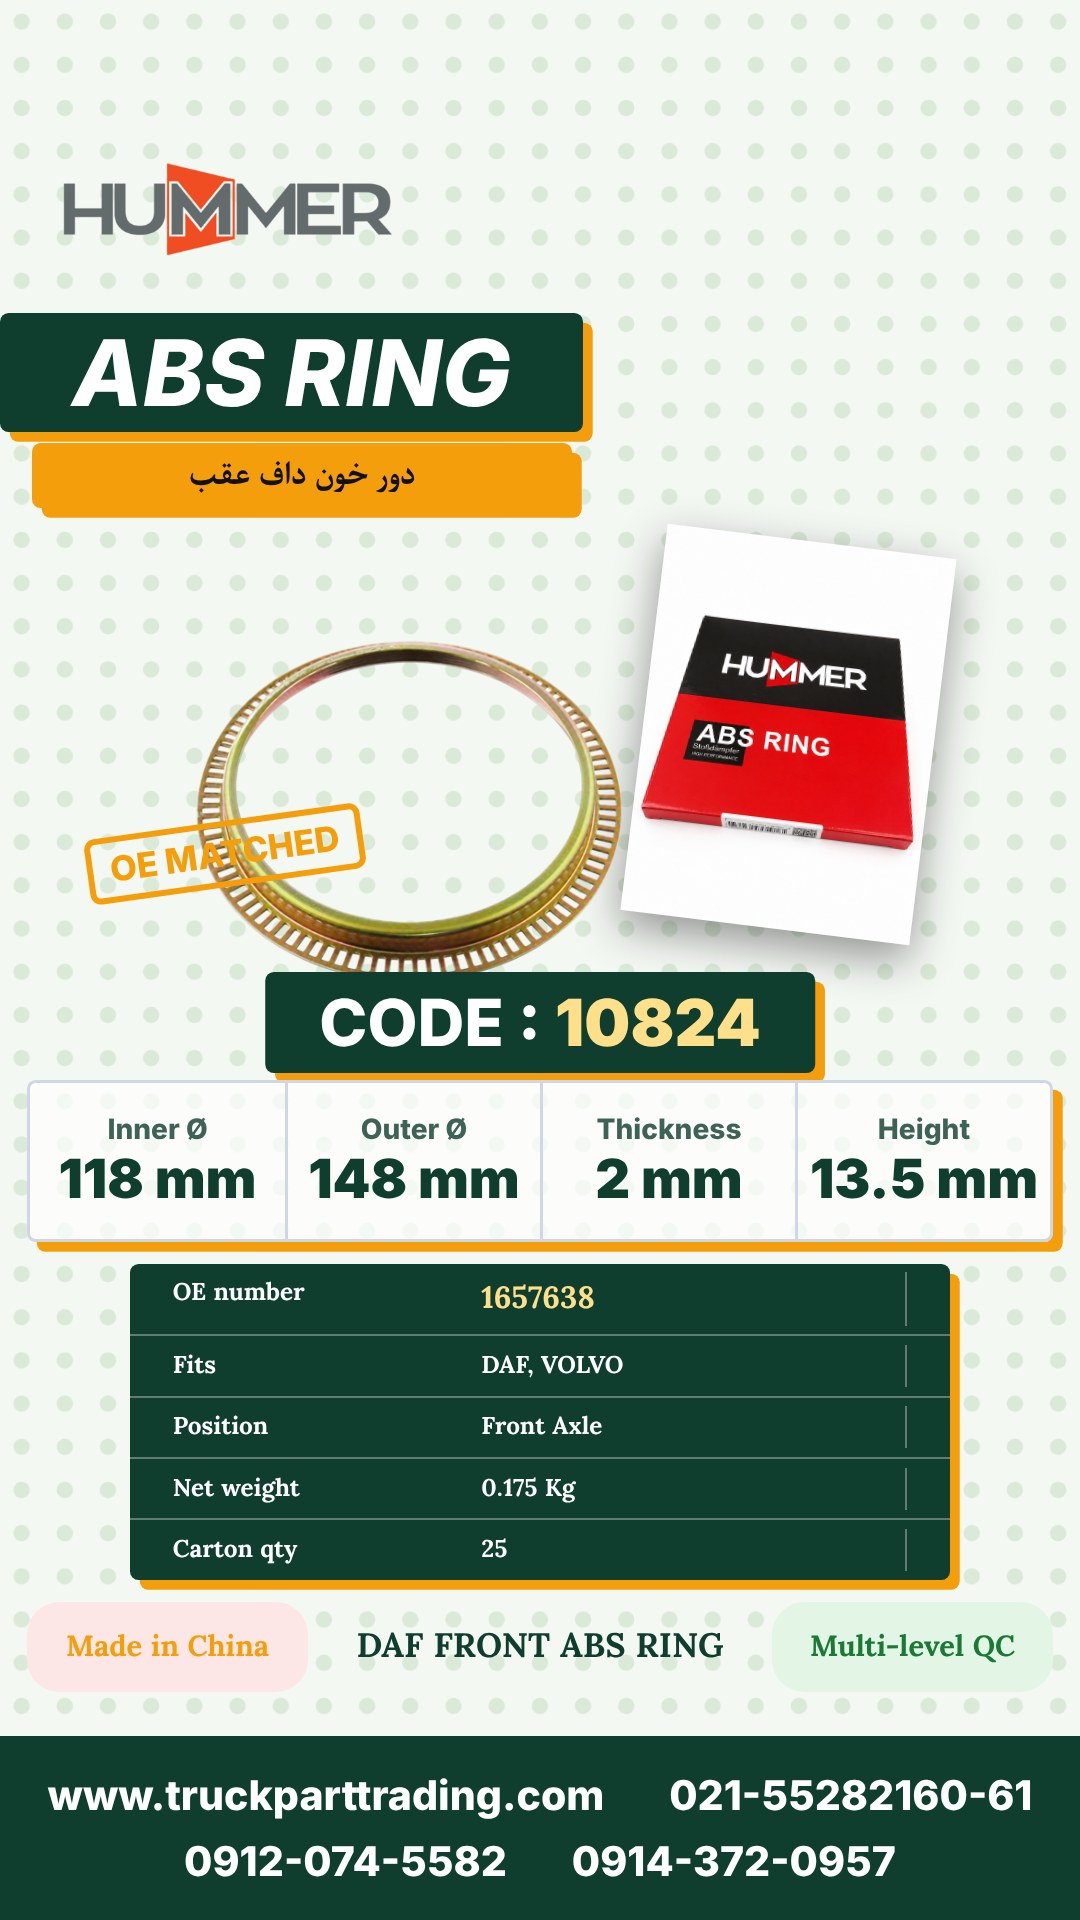 HUMMER
ABS RING
دور خون داف عقب
HUMMER
ABS RING
Stoßdämpfer
HIGH PERFORMANCE
OE MATCHED
CODE : 10824
Inner Ø Outer Ø Thickness Height
118 mm 148 mm 2 mm 13.5 mm
OE number 1657638
Fits DAF, VOLVO
Position Front Axle
Net weight 0.175 Kg
Carton qty 25
Made in China DAF FRONT ABS RING Multi-level QC
www.truckparttrading.com 021-55282160-61
0912-074-5582 0914-372-0957